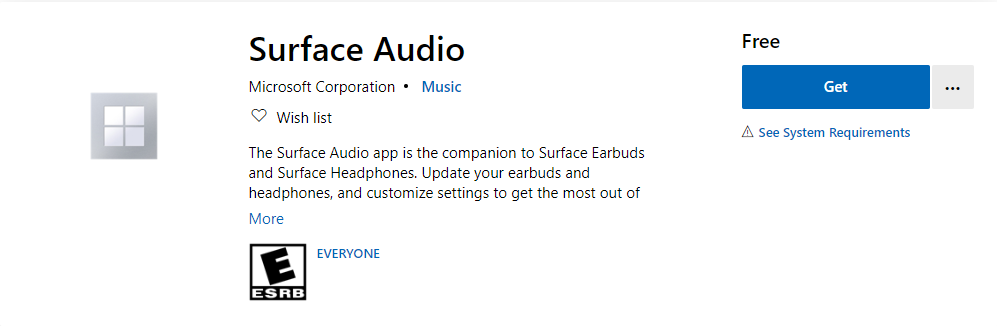 Surface Audio
Microsoft Corporation • Music
Wish list
The Surface Audio app is the companion to Surface Earbuds
and Surface Headphones. Update your earbuds and
headphones, and customize settings to get the most out of
More
E
ESRB
EVERYONE
Free
Get
...
See System Requirements